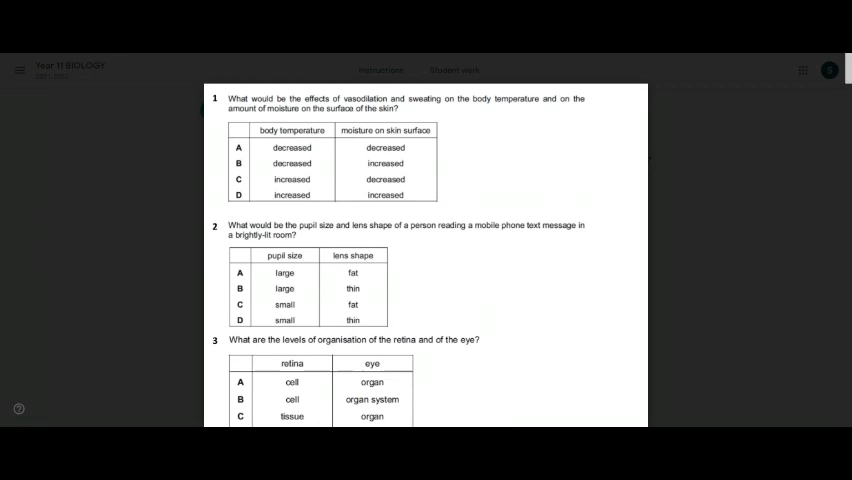 Year 11 BIOLOGY
Instructions
Student work
S
1 What would be the effects of vasodilation and sweating on the body temperature and on the
amount of moisture on the surface of the skin?
body temperature moisture on skin surface
A decreased decreased
B decreased increased
C increased decreased
D increased increased
2 What would be the pupil size and lens shape of a person reading a mobile phone text message in
a brightly-lit room?
pupil size lens shape
A large fat
B large thin
C small fat
D small thin
3 What are the levels of organisation of the retina and of the eye?
retina eye
A cell organ
B cell organ system
C tissue organ